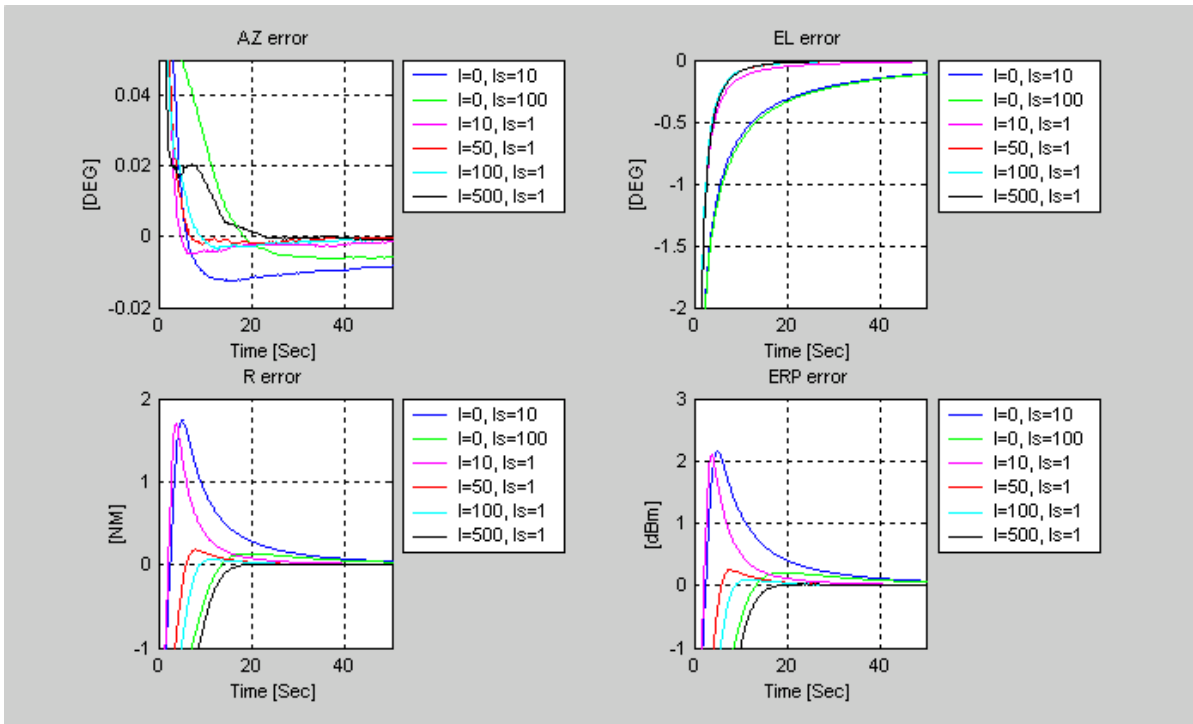 AZ error
0.04
0.02
0
-0.02
[DEG]
0
20
40
Time [Sec]
I=0, Is=10
I=0, Is=100
I=10, Is=1
I=50, Is=1
I=100, Is=1
I=500, Is=1
EL error
0
-0.5
-1
-1.5
-2
[DEG]
0
20
40
Time [Sec]
I=0, Is=10
I=0, Is=100
I=10, Is=1
I=50, Is=1
I=100, Is=1
I=500, Is=1
R error
2
1
0
-1
[NM]
0
20
40
Time [Sec]
I=0, Is=10
I=0, Is=100
I=10, Is=1
I=50, Is=1
I=100, Is=1
I=500, Is=1
ERP error
3
2
1
0
-1
[dBm]
0
20
40
Time [Sec]
I=0, Is=10
I=0, Is=100
I=10, Is=1
I=50, Is=1
I=100, Is=1
I=500, Is=1